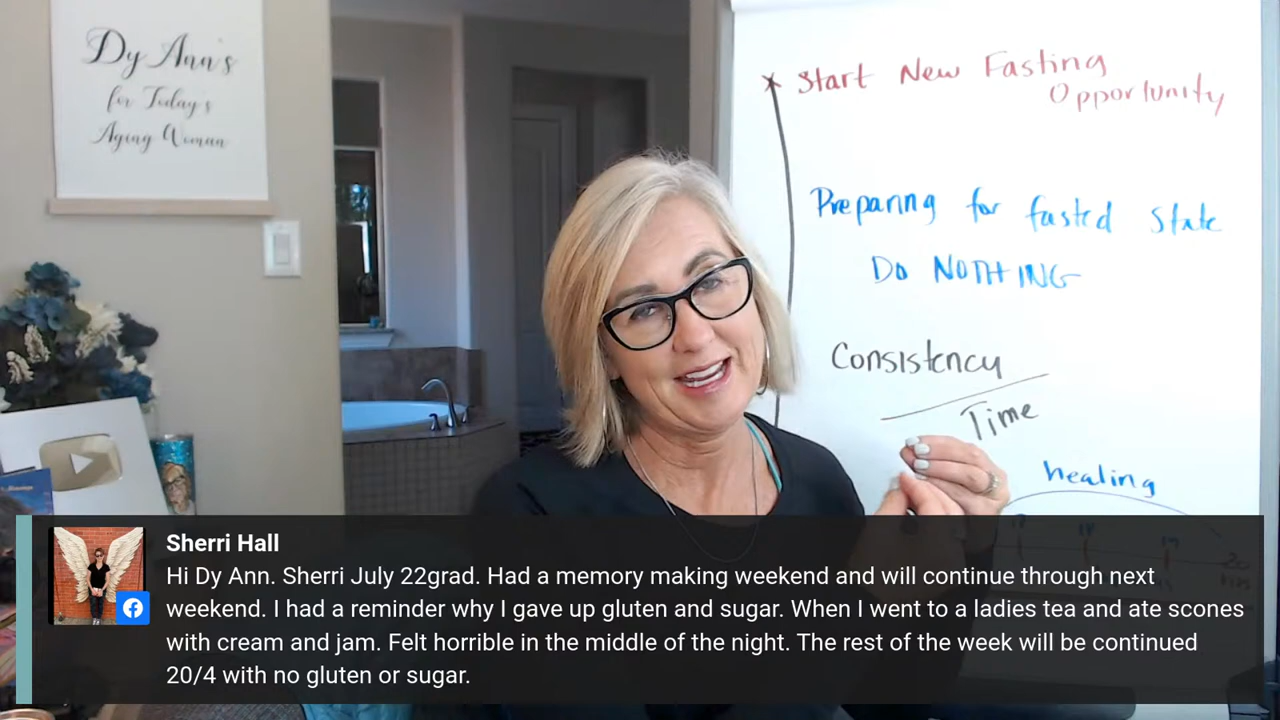 Dy Ann's
for Today's
Aging Woman
Start New Fasting
Opportunity
Preparing for fasted State
DO NOTHING
Consistency
Time
healing
17 18 19 20
Sherri Hall
Hi Dy Ann. Sherri July 22grad. Had a memory making weekend and will continue through next
weekend. I had a reminder why I gave up gluten and sugar. When I went to a ladies tea and ate scones
with cream and jam. Felt horrible in the middle of the night. The rest of the week will be continued
20/4 with no gluten or sugar.